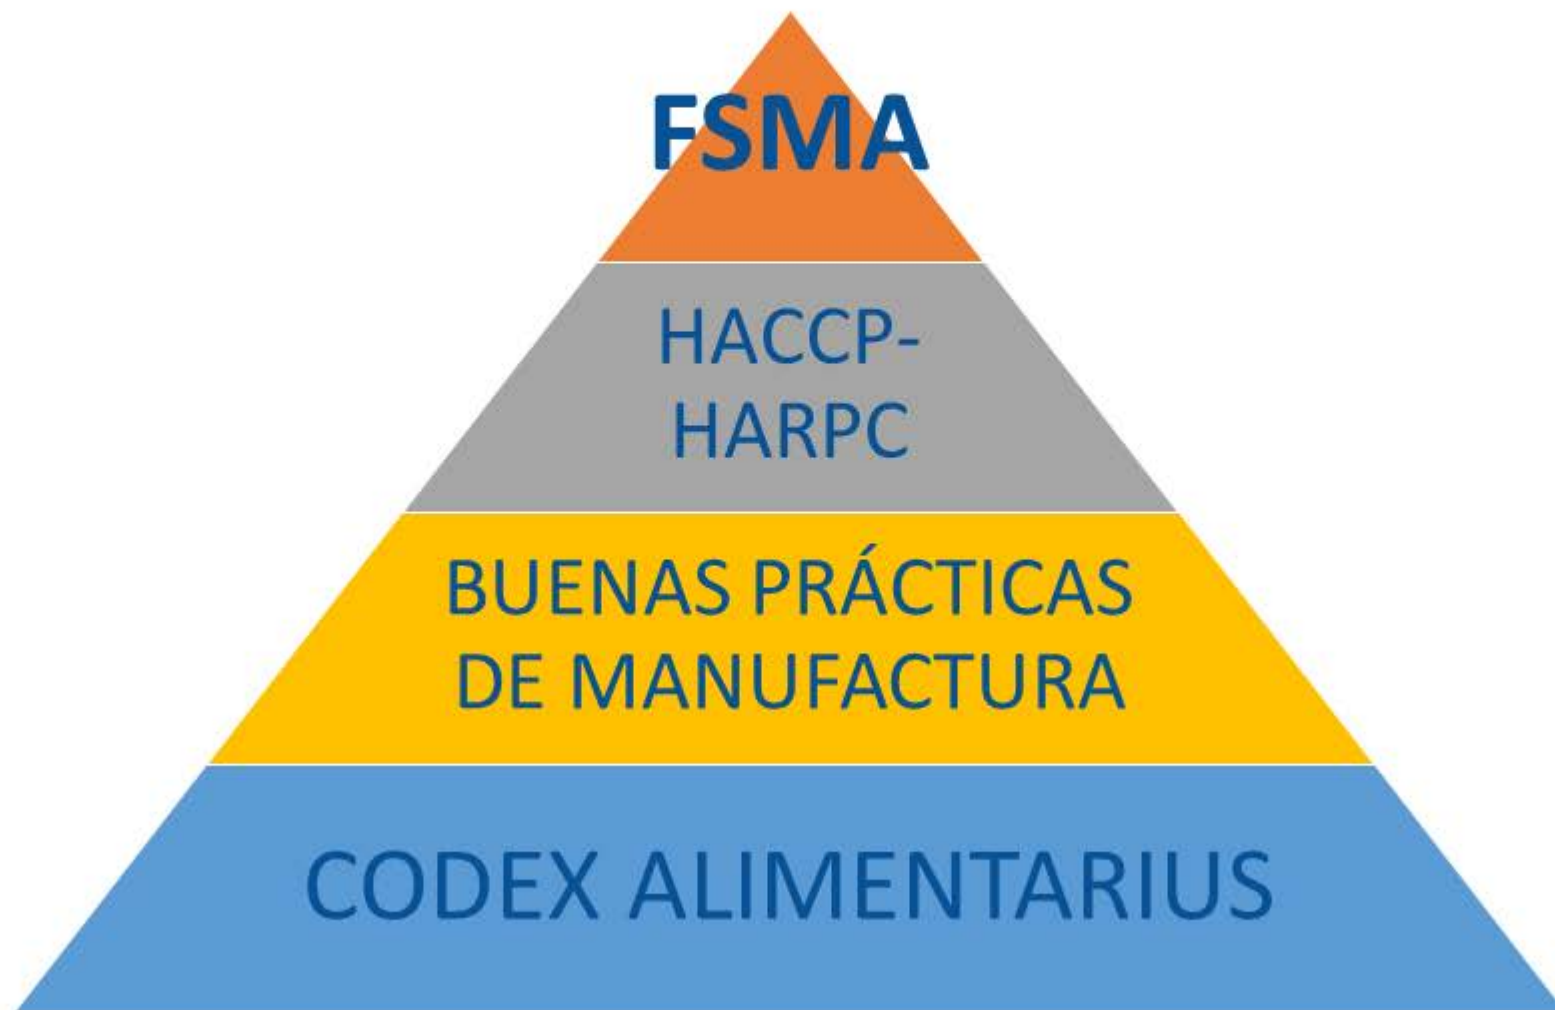 FSMA
HACCP-
HARPC
BUENAS PRÁCTICAS
DE MANUFACTURA
CODEX ALIMENTARIUS